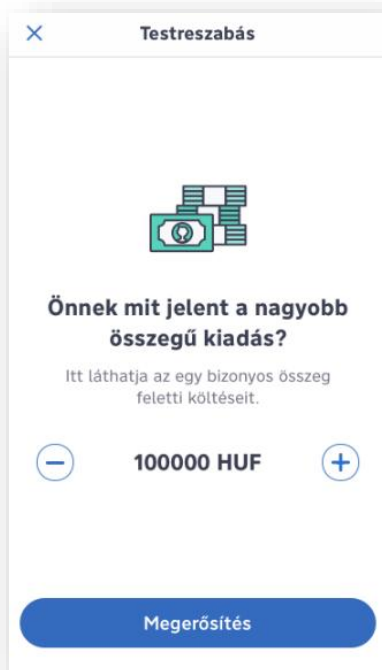 Testreszabás
Önnek mit jelent a nagyobb
összegű kiadás?
Itt láthatja az egy bizonyos összeg
feletti költéseit.
100000 HUF
Megerősítés